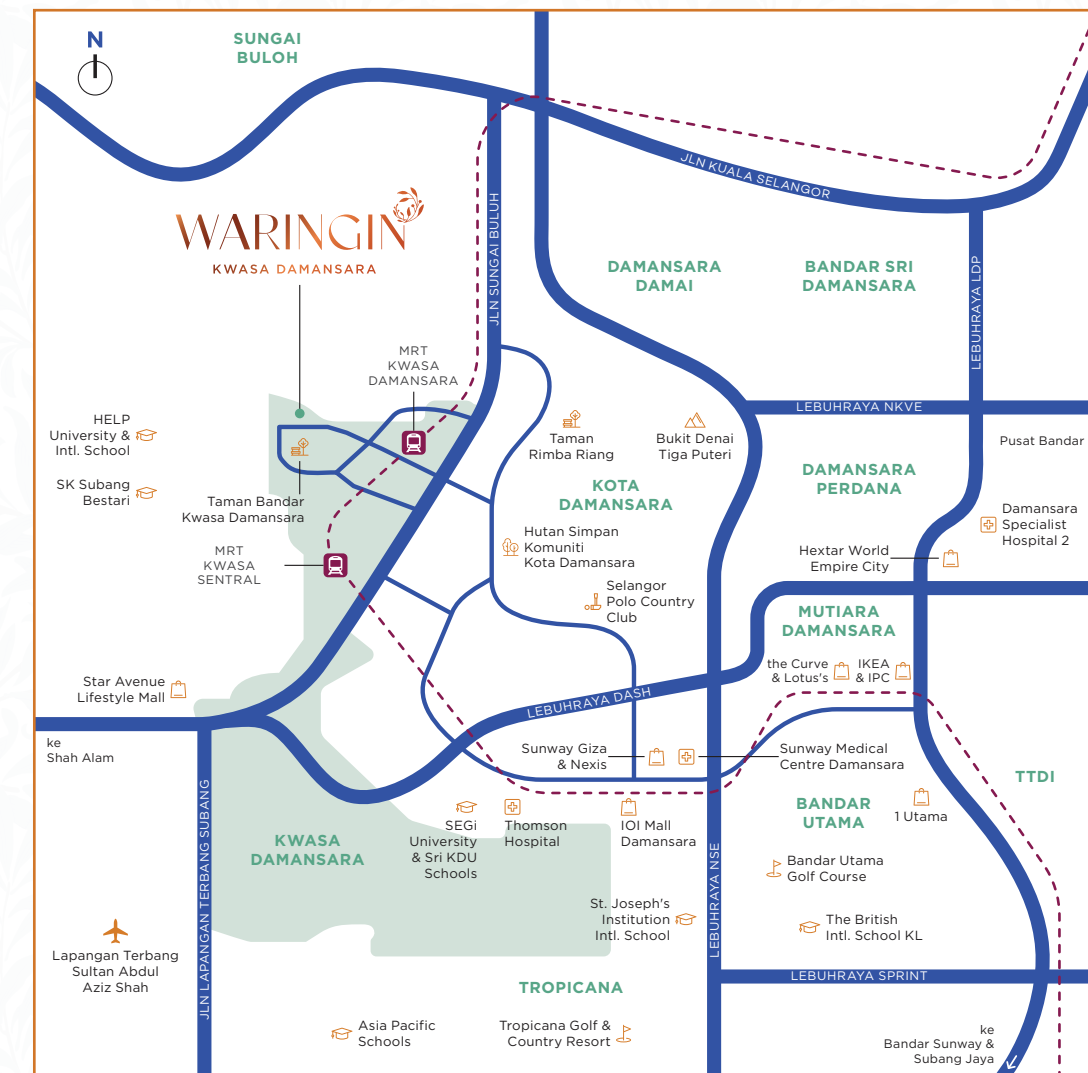 N
SUNGAI
BULOH
JLN KUALA SELANGOR
WARINGIN
KWASA DAMANSARA
JLN SUNGAI BULUH
DAMANSARA
DAMAI
BANDAR SRI
DAMANSARA
LEBUHRAYA LDP
MRT
KWASA
DAMANSARA
LEBUHRAYA NKVE
HELP
University &
Intl. School
Taman
Rimba Riang
Bukit Denai
Tiga Puteri
Pusat Bandar
SK Subang
Bestari
KOTA
DAMANSARA
DAMANSARA
PERDANA
Taman Bandar
Kwasa Damansara
Damansara
Specialist
Hospital 2
Hutan Simpan
Komuniti
Kota Damansara
MRT
KWASA
SENTRAL
Hextar World
Empire City
Selangor
Polo Country
Club
MUTIARA
DAMANSARA
the Curve
& Lotus's
IKEA
& IPC
Star Avenue
Lifestyle Mall
LEBUHRAYA DASH
ke
Shah Alam
Sunway Giza
& Nexis
Sunway Medical
Centre Damansara
TTDI
JLN LAPANGAN TERBANG SUBANG
KWASA
DAMANSARA
SEGi
University
& Sri KDU
Schools
Thomson
Hospital
IOI Mall
Damansara
BANDAR
UTAMA
1 Utama
LEBUHRAYA NSE
Bandar Utama
Golf Course
St. Joseph's
Institution
Intl. School
The British
Intl. School KL
Lapangan Terbang
Sultan Abdul
Aziz Shah
LEBUHRAYA SPRINT
TROPICANA
Asia Pacific
Schools
Tropicana Golf &
Country Resort
ke
Bandar Sunway &
Subang Jaya